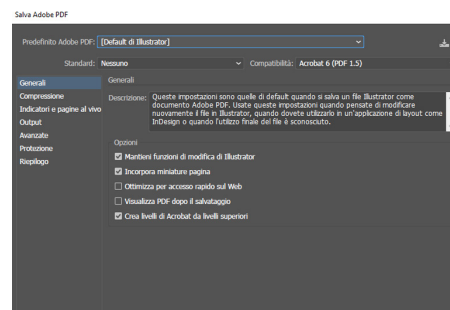 Salva Adobe PDF
Predefinito Adobe PDF: [Default di Illustrator]
Standard: Nessuno Compatibilità: Acrobat 6 (PDF 1.5)
Generali
Compressione
Indicatori e pagine al vivo
Output
Avanzate
Protezione
Riepilogo
Generali
Descrizione: Queste impostazioni sono quelle di default quando si salva un file Illustrator come
documento Adobe PDF. Usate queste impostazioni quando pensate di modificare
nuovamente il file in Illustrator, quando dovete utilizzarlo in un'applicazione di layout come
InDesign o quando l'utilizzo finale del file è sconosciuto.
Opzioni
Mantieni funzioni di modifica di Illustrator
Incorpora miniature pagina
Ottimizza per accesso rapido sul Web
Visualizza PDF dopo il salvataggio
Crea livelli di Acrobat da livelli superiori